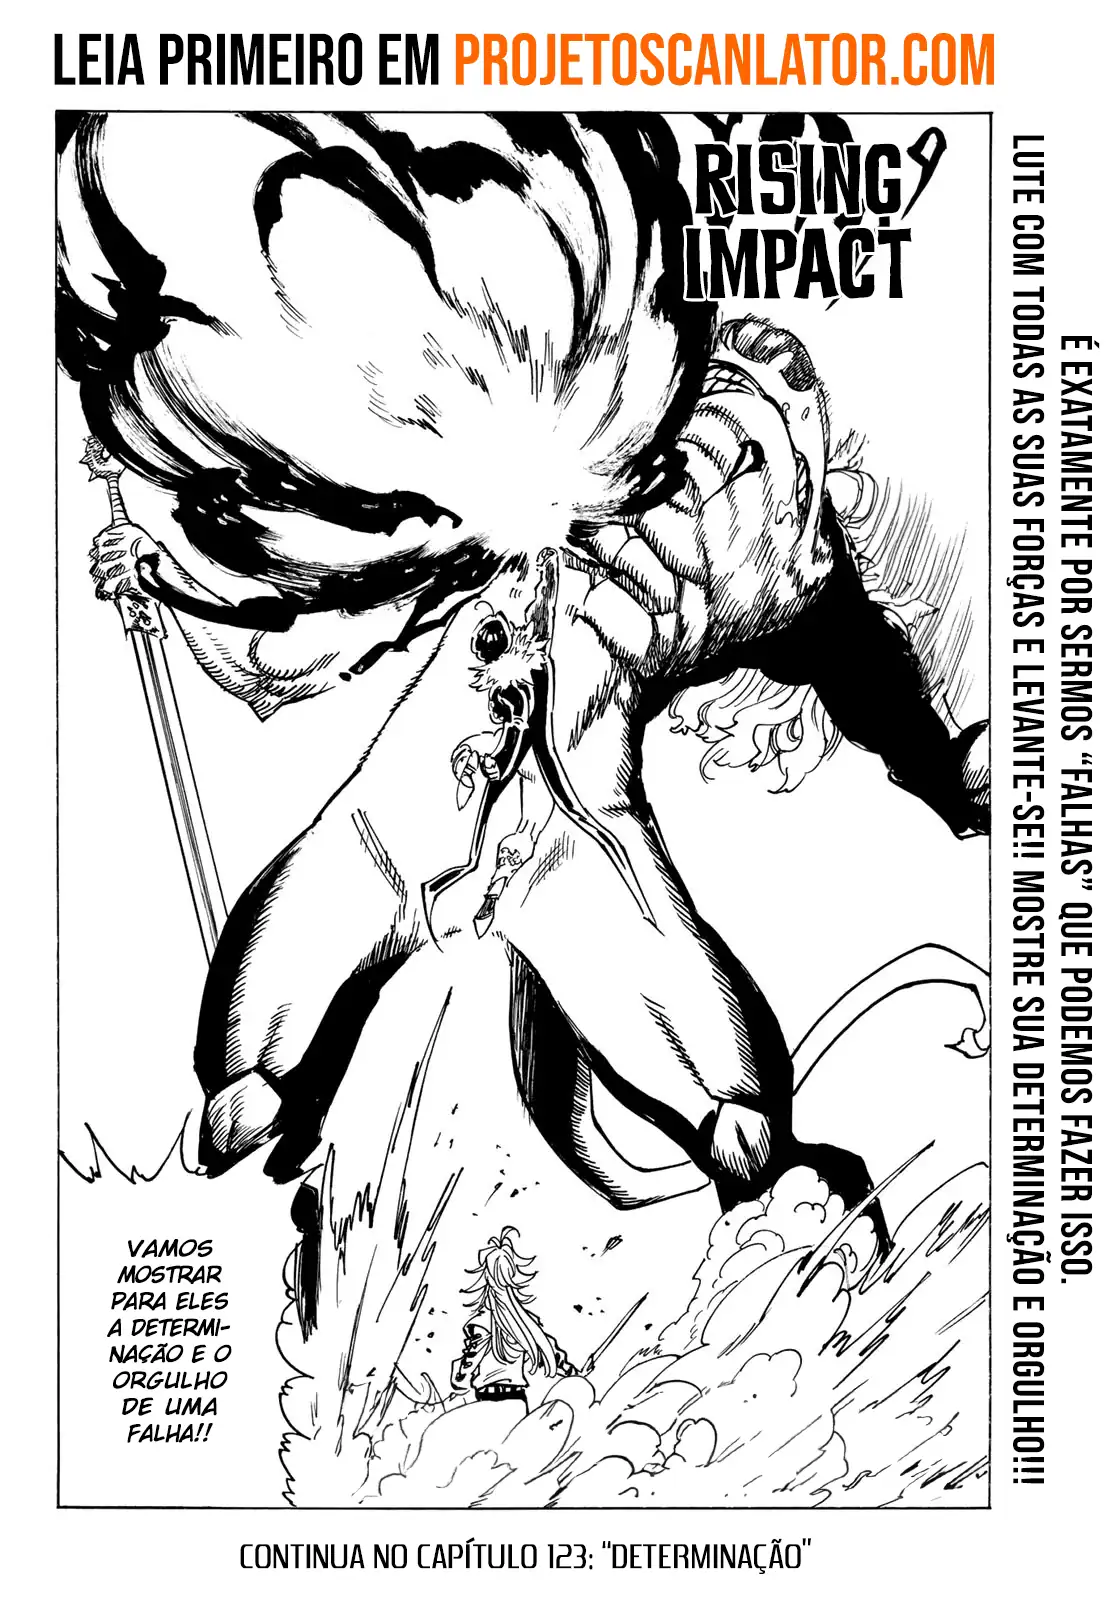 LEIA PRIMEIRO EM PROJETOSCANLATOR.COM
RISING
IMPACT
É EXATAMENTE POR SERMOS “FALHAS” QUE PODEMOS FAZER ISSO.
LUTE COM TODAS AS SUAS FORÇAS E LEVANTE-SE!! MOSTRE SUA DETERMINAÇÃO E ORGULHO!!!
VAMOS
MOSTRAR
PARA ELES
A DETERMI-
NAÇÃO E O
ORGULHO
DE UMA
FALHA!!
CONTINUA NO CAPÍTULO 123: “DETERMINAÇÃO”